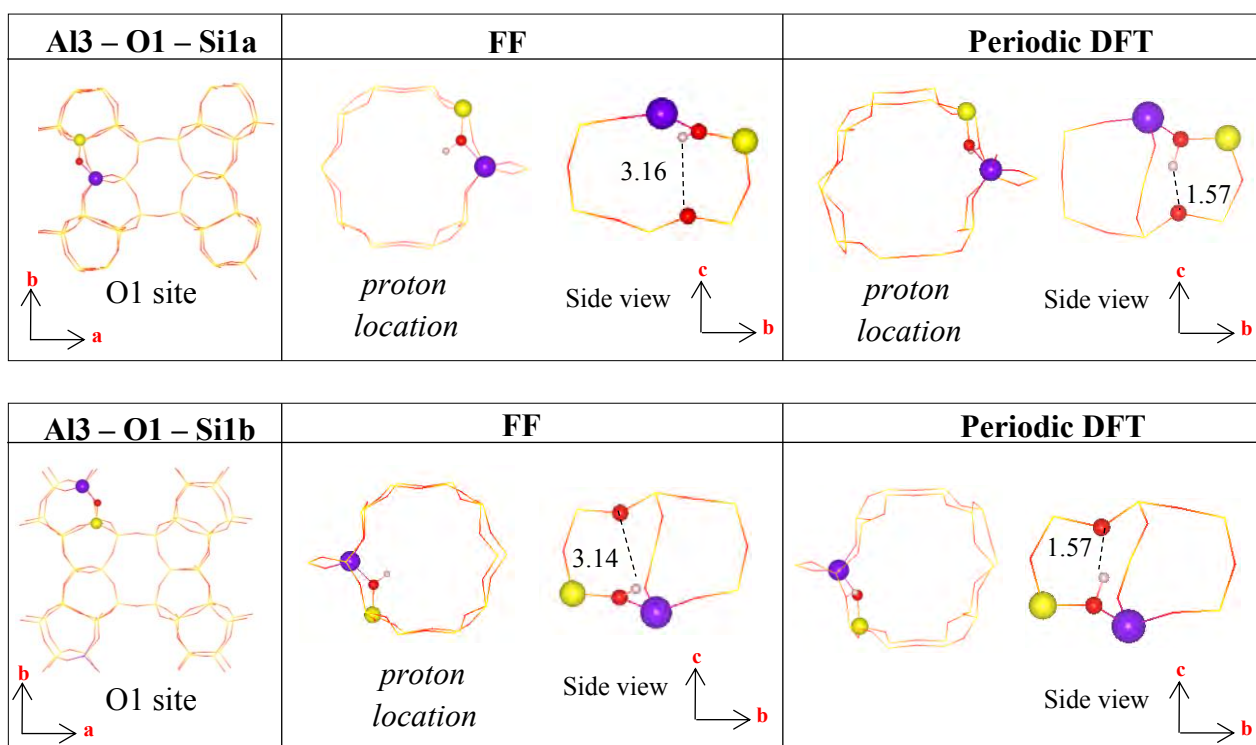 Al3 – O1 – Si1a
FF
Periodic DFT
b
a
O1 site
proton
location
3.16
Side view
c
b
proton
location
1.57
Side view
c
b
Al3 – O1 – Si1b
FF
Periodic DFT
b
a
O1 site
proton
location
3.14
Side view
c
b
1.57
Side view
c
b